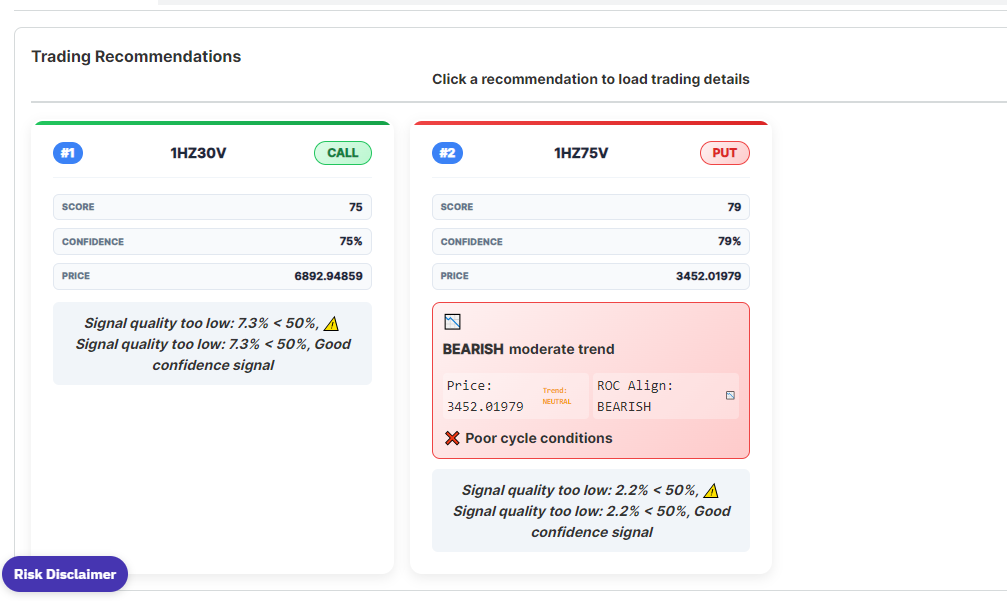 Trading Recommendations
Click a recommendation to load trading details
#1 1HZ30V CALL
SCORE 75
CONFIDENCE 75%
PRICE 6892.94859
Signal quality too low: 7.3% < 50%, ⚠
Signal quality too low: 7.3% < 50%, Good
confidence signal
#2 1HZ75V PUT
SCORE 79
CONFIDENCE 79%
PRICE 3452.01979
BEARISH moderate trend
Price:
3452.01979
Trend:
NEUTRAL
ROC Align:
BEARISH
❌ Poor cycle conditions
Signal quality too low: 2.2% < 50%, ⚠
Signal quality too low: 2.2% < 50%, Good
confidence signal
Risk Disclaimer